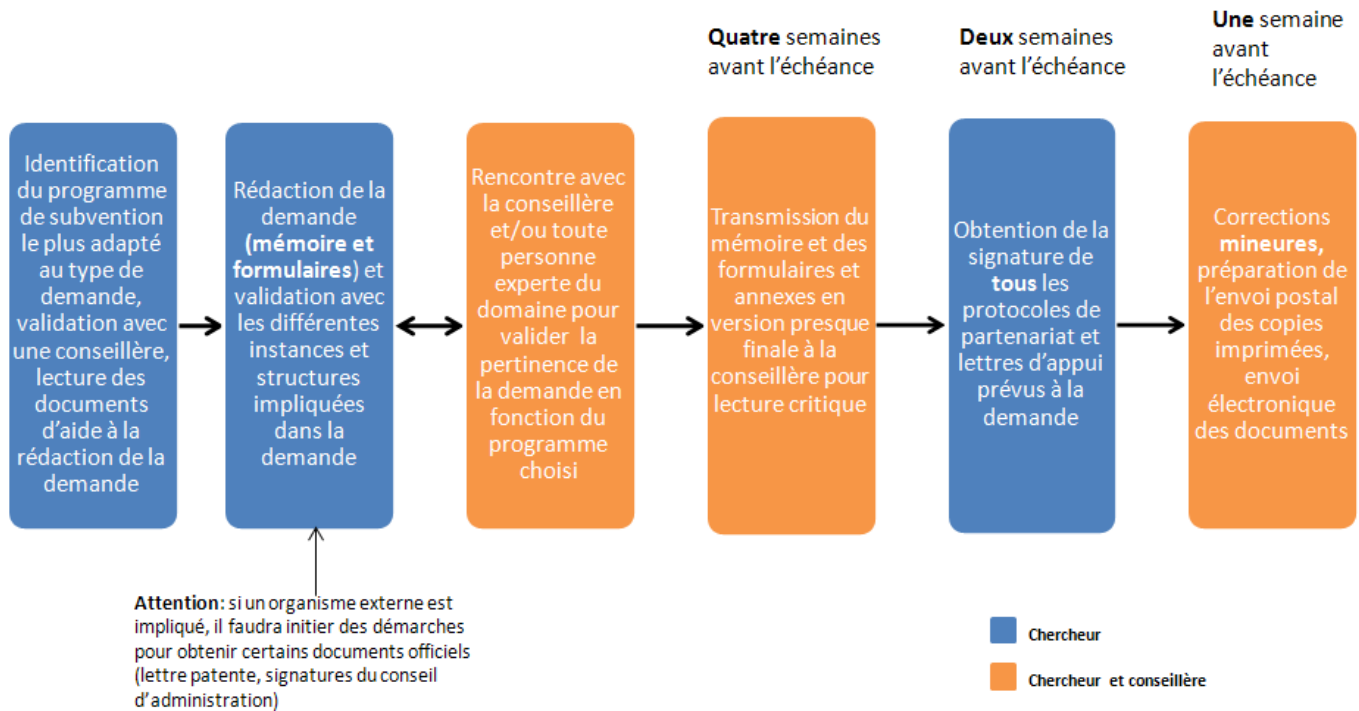 Quatre semaines
avant l'échéance
Deux semaines
avant l'échéance
Une semaine
avant
l'échéance
Identification
du programme
de subvention
le plus adapté
au type de
demande,
validation avec
une conseillère,
lecture des
documents
d'aide à la
rédaction de la
demande
Rédaction de la
demande
(mémoire et
formulaires) et
validation avec
les différentes
instances et
structures
impliquées
dans la
demande
Rencontre avec
la conseillère
et/ou toute
personne
experte du
domaine pour
valider la
pertinence de
la demande en
fonction du
programme
choisi
Transmission du
mémoire et des
formulaires et
annexes en
version presque
finale à la
conseillère pour
lecture critique
Obtention de la
signature de
tous les
protocoles de
partenariat et
lettres d'appui
prévus à la
demande
Corrections
mineures,
préparation de
l'envoi postal
des copies
imprimées,
envoi
électronique
des documents
Attention: si un organisme externe est
impliqué, il faudra initier des démarches
pour obtenir certains documents officiels
(lettre patente, signatures du conseil
d'administration)
Chercheur
Chercheur et conseillère